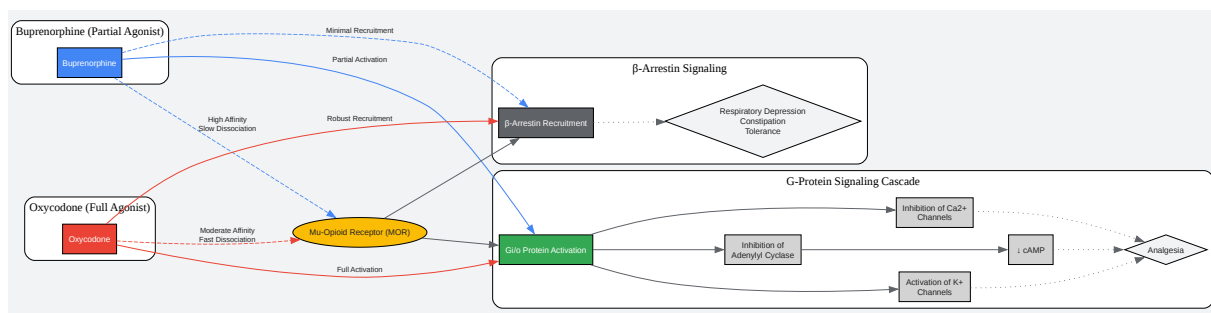 Buprenorphine (Partial Agonist)
Buprenorphine
Minimal Recruitment
Partial Activation
High Affinity
Slow Dissociation
Robust Recruitment
β-Arrestin Signaling
β-Arrestin Recruitment
Respiratory Depression
Constipation
Tolerance
Oxycodone (Full Agonist)
Oxycodone
Moderate Affinity
Fast Dissociation
Full Activation
Mu-Opioid Receptor (MOR)
G-Protein Signaling Cascade
Gi/o Protein Activation
Inhibition of Ca2+
Channels
Inhibition of
Adenylyl Cyclase
↓ cAMP
Activation of K+
Channels
Analgesia